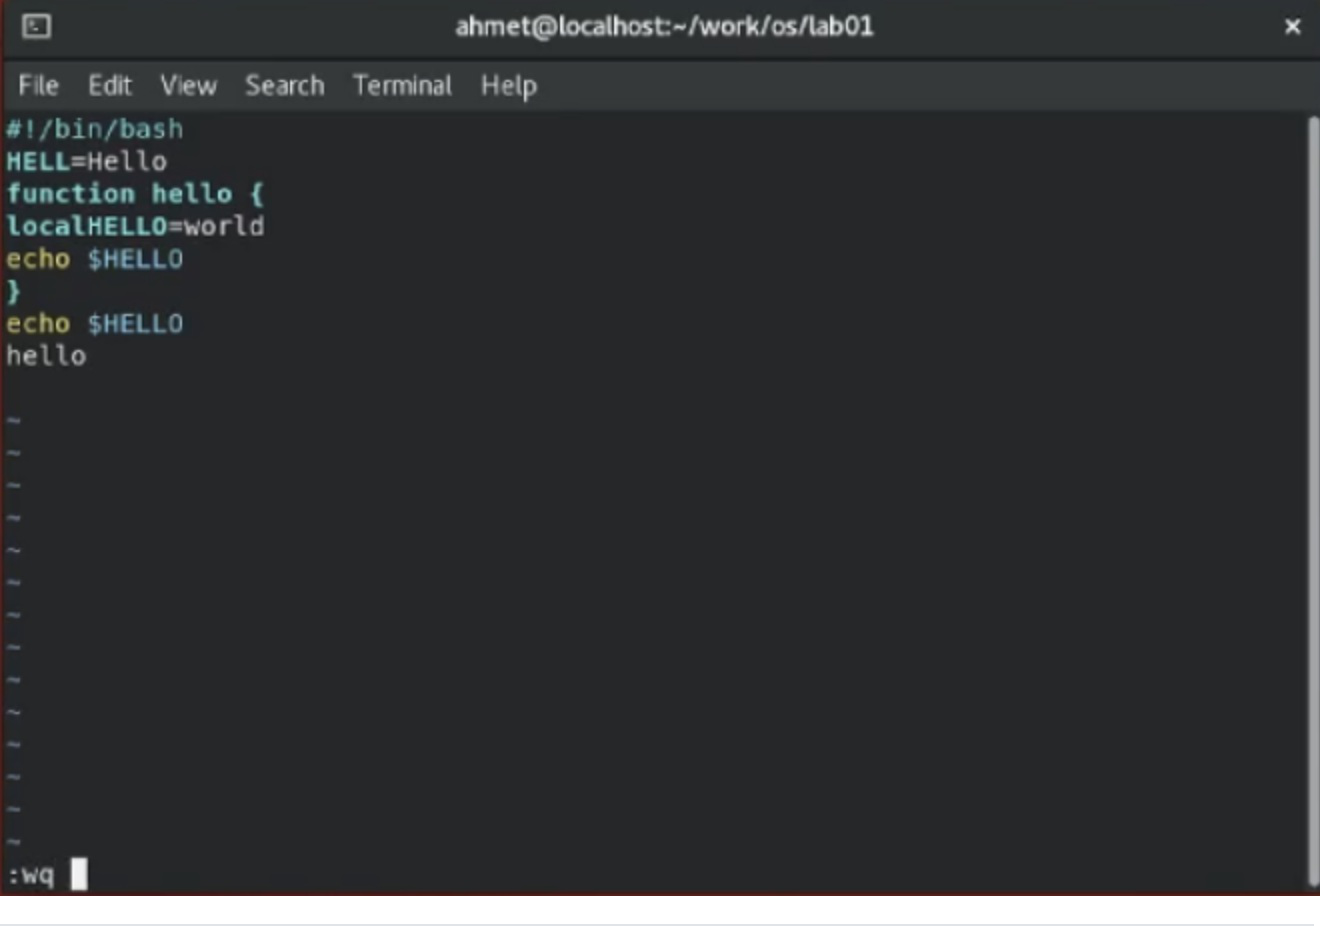 ahmet@localhost:~/work/os/lab01 ×
File Edit View Search Terminal Help
#!/bin/bash
HELL=Hello
function hello {
localHELLO=world
echo $HELLO
}
echo $HELLO
hello
~
~
~
~
~
~
~
~
~
~
~
~
~
~
:wq